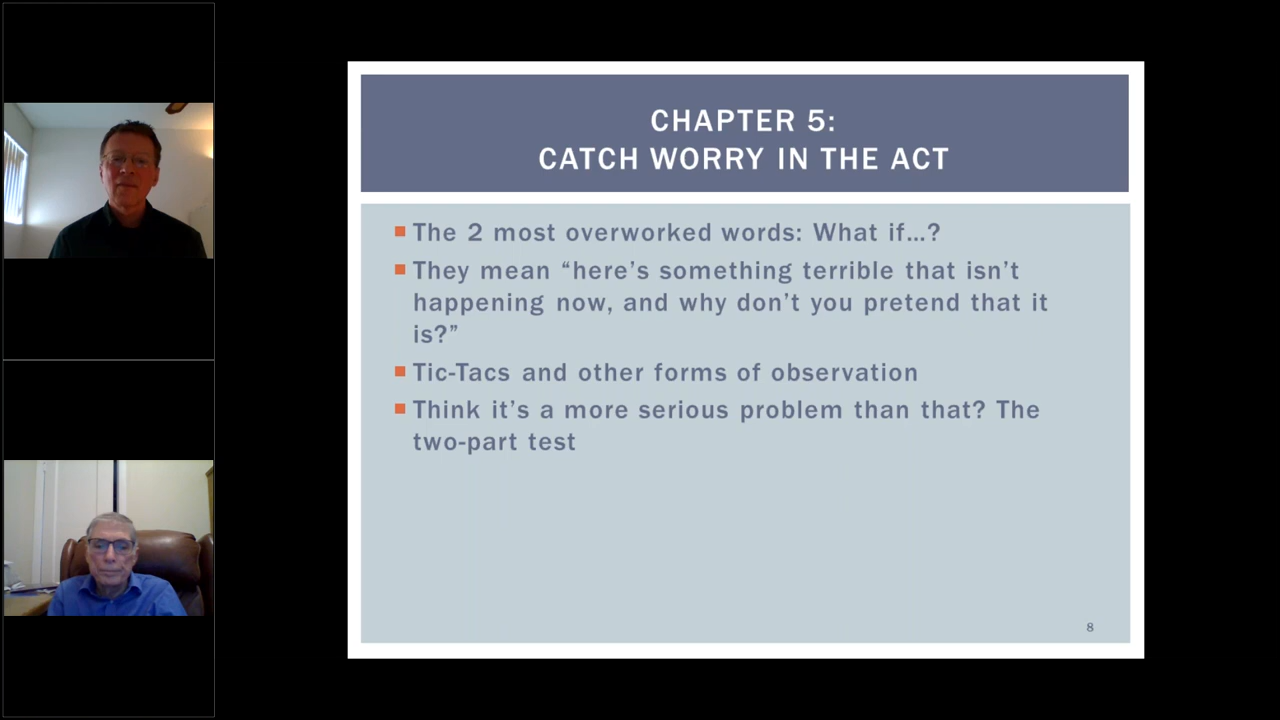 CHAPTER 5:
CATCH WORRY IN THE ACT
The 2 most overworked words: What if…?
They mean “here’s something terrible that isn’t
happening now, and why don’t you pretend that it
is?”
Tic-Tacs and other forms of observation
Think it’s a more serious problem than that? The
two-part test
8